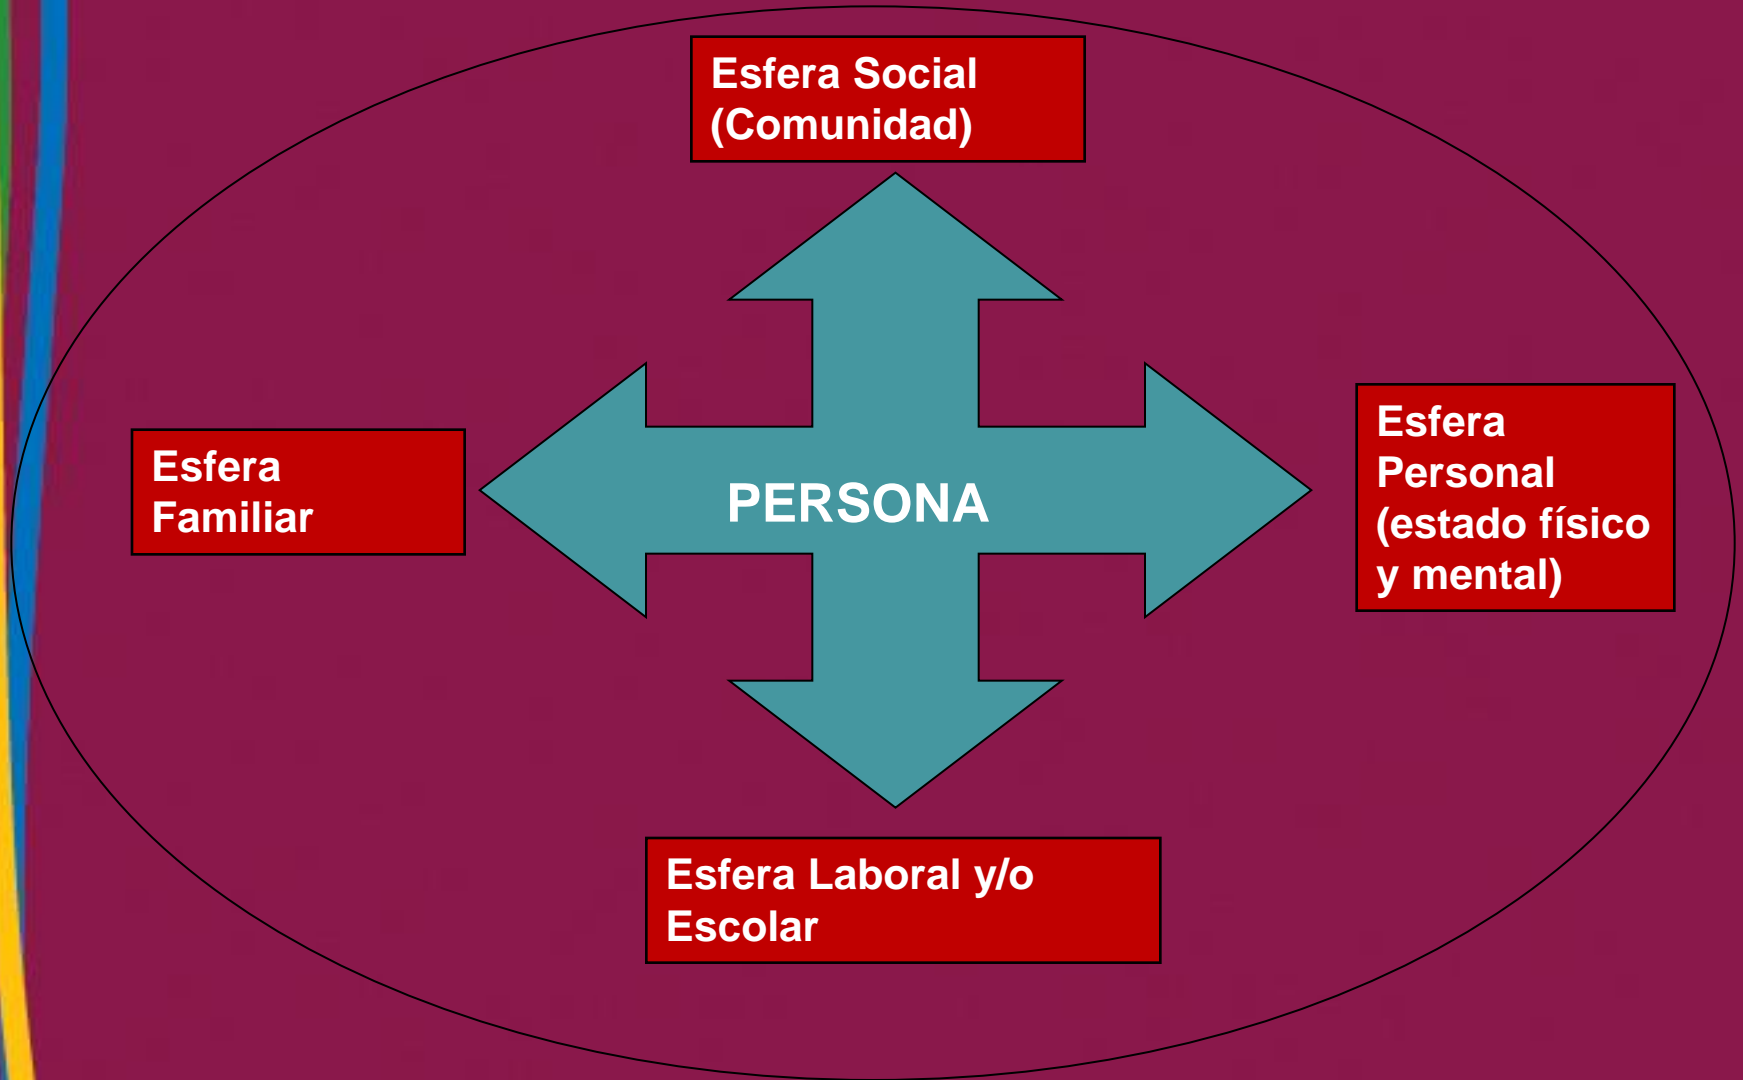 Esfera Social
(Comunidad)
Esfera
Familiar
PERSONA
Esfera
Personal
(estado físico
y mental)
Esfera Laboral y/o
Escolar